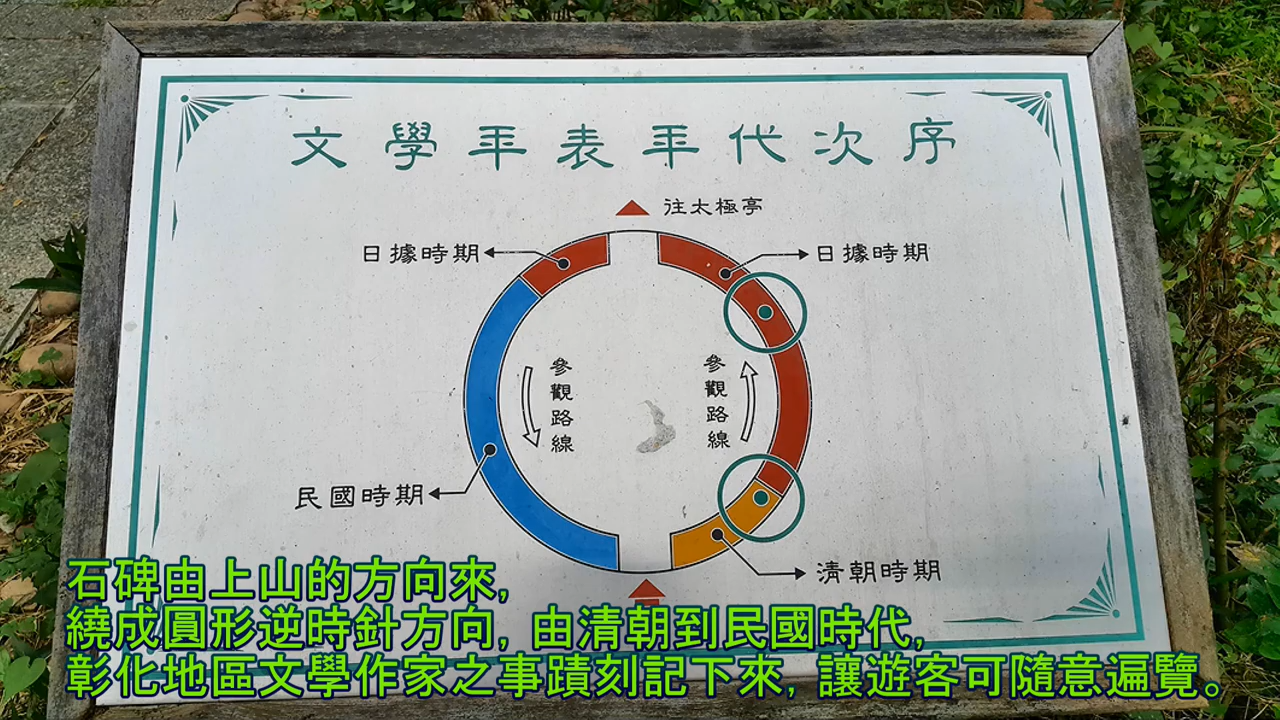 文學年表年代次序
往太極亭
日據時期
日據時期
參觀路線
參觀路線
民國時期
清朝時期
石碑由上山的方向來,
繞成圓形逆時針方向, 由清朝到民國時代,
彰化地區文學作家之事蹟刻記下來, 讓遊客可隨意遍覽。